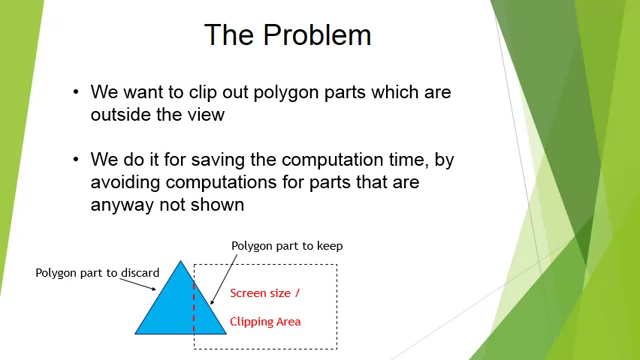 The Problem
• We want to clip out polygon parts which are
outside the view
• We do it for saving the computation time, by
avoiding computations for parts that are
anyway not shown
Polygon part to keep
Polygon part to discard
Screen size /
Clipping Area